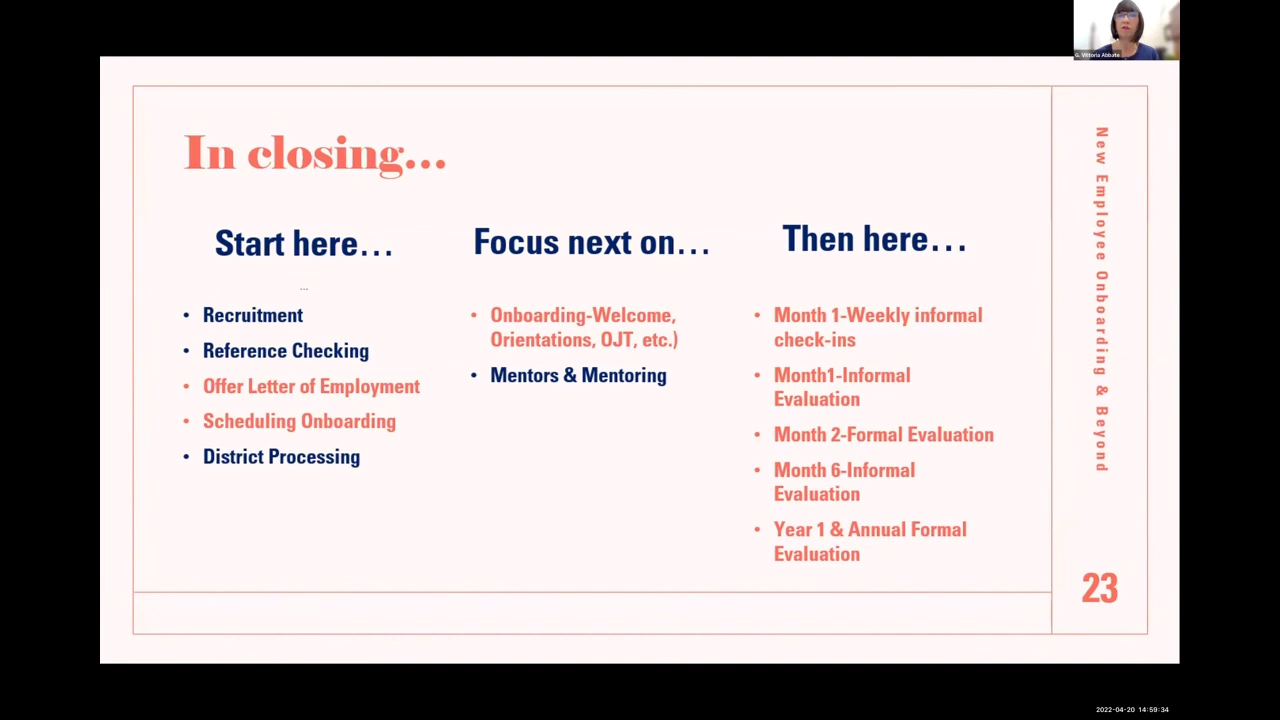 G. Vittoria Abbate
In closing...
Start here...
...
• Recruitment
• Reference Checking
• Offer Letter of Employment
• Scheduling Onboarding
• District Processing
Focus next on...
• Onboarding-Welcome,
Orientations, OJT, etc.)
• Mentors & Mentoring
Then here...
• Month 1-Weekly informal
check-ins
• Month1-Informal
Evaluation
• Month 2-Formal Evaluation
• Month 6-Informal
Evaluation
• Year 1 & Annual Formal
Evaluation
New Employee Onboarding & Beyond
23
2022-04-20 14:59:34